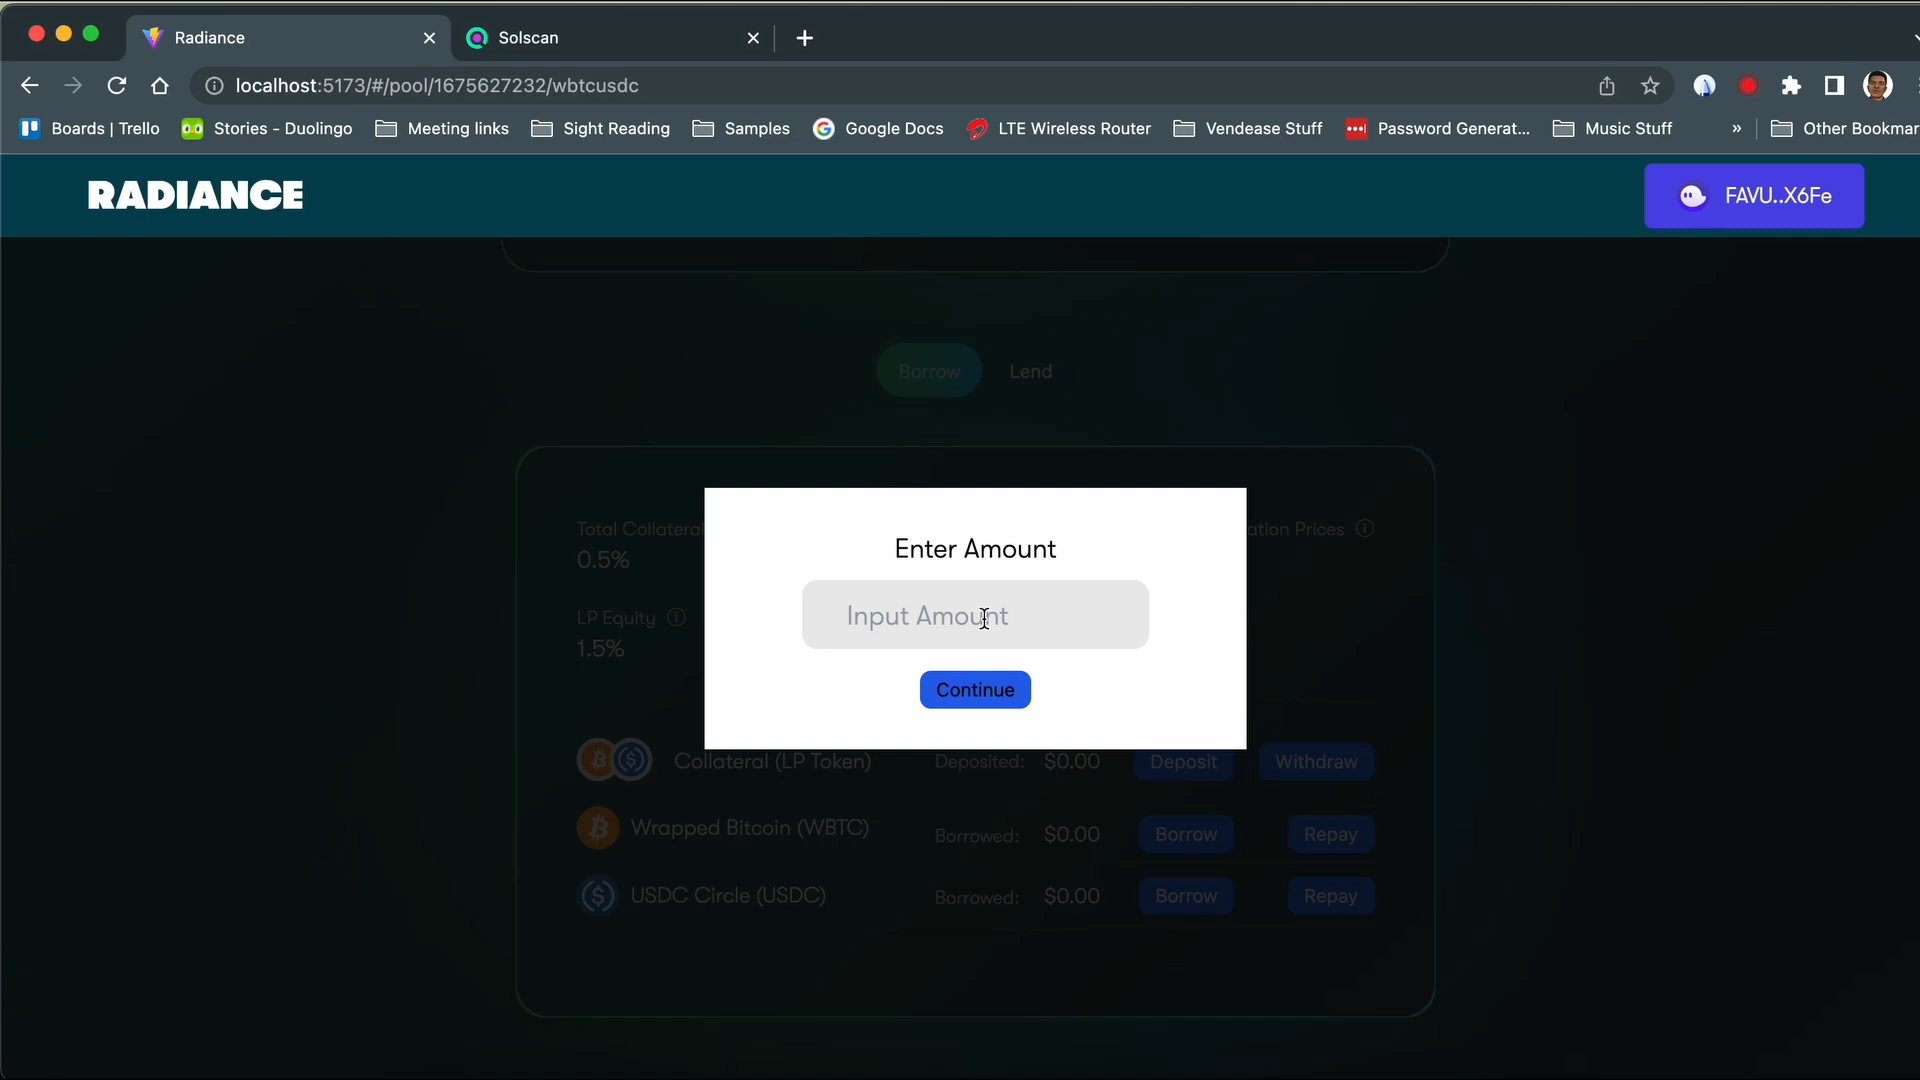 Radiance
Solscan
localhost:5173/#/pool/1675627232/wbtcusdc
Boards | Trello
Stories - Duolingo
Meeting links
Sight Reading
Samples
Google Docs
LTE Wireless Router
Vendease Stuff
Password Generat...
Music Stuff
»
Other Bookmar
RADIANCE
FAVU..X6Fe
Borrow
Lend
Total Collateral
ation Prices
0.5%
LP Equity
1.5%
Enter Amount
Input Amount
Continue
Collateral (LP Token)
Deposited: $0.00
Deposit
Withdraw
Wrapped Bitcoin (WBTC)
Borrowed: $0.00
Borrow
Repay
USDC Circle (USDC)
Borrowed: $0.00
Borrow
Repay